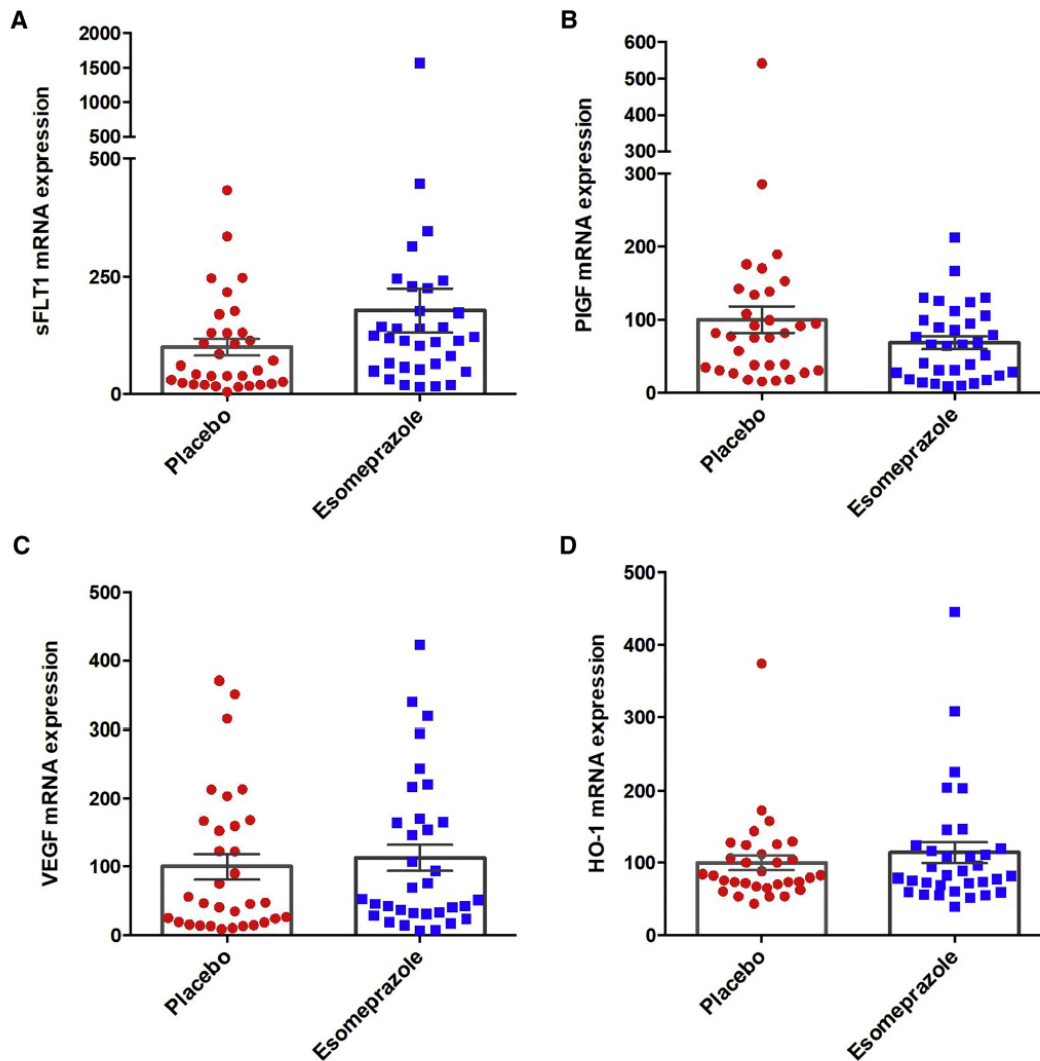 A
sFLT1 mRNA expression
2000
1500
1000
500
500
250
0
Placebo
Esomeprazole
B
PlGF mRNA expression
600
500
400
300
300
200
100
0
Placebo
Esomeprazole
C
VEGF mRNA expression
500
400
300
200
100
0
Placebo
Esomeprazole
D
HO-1 mRNA expression
500
400
300
200
100
0
Placebo
Esomeprazole